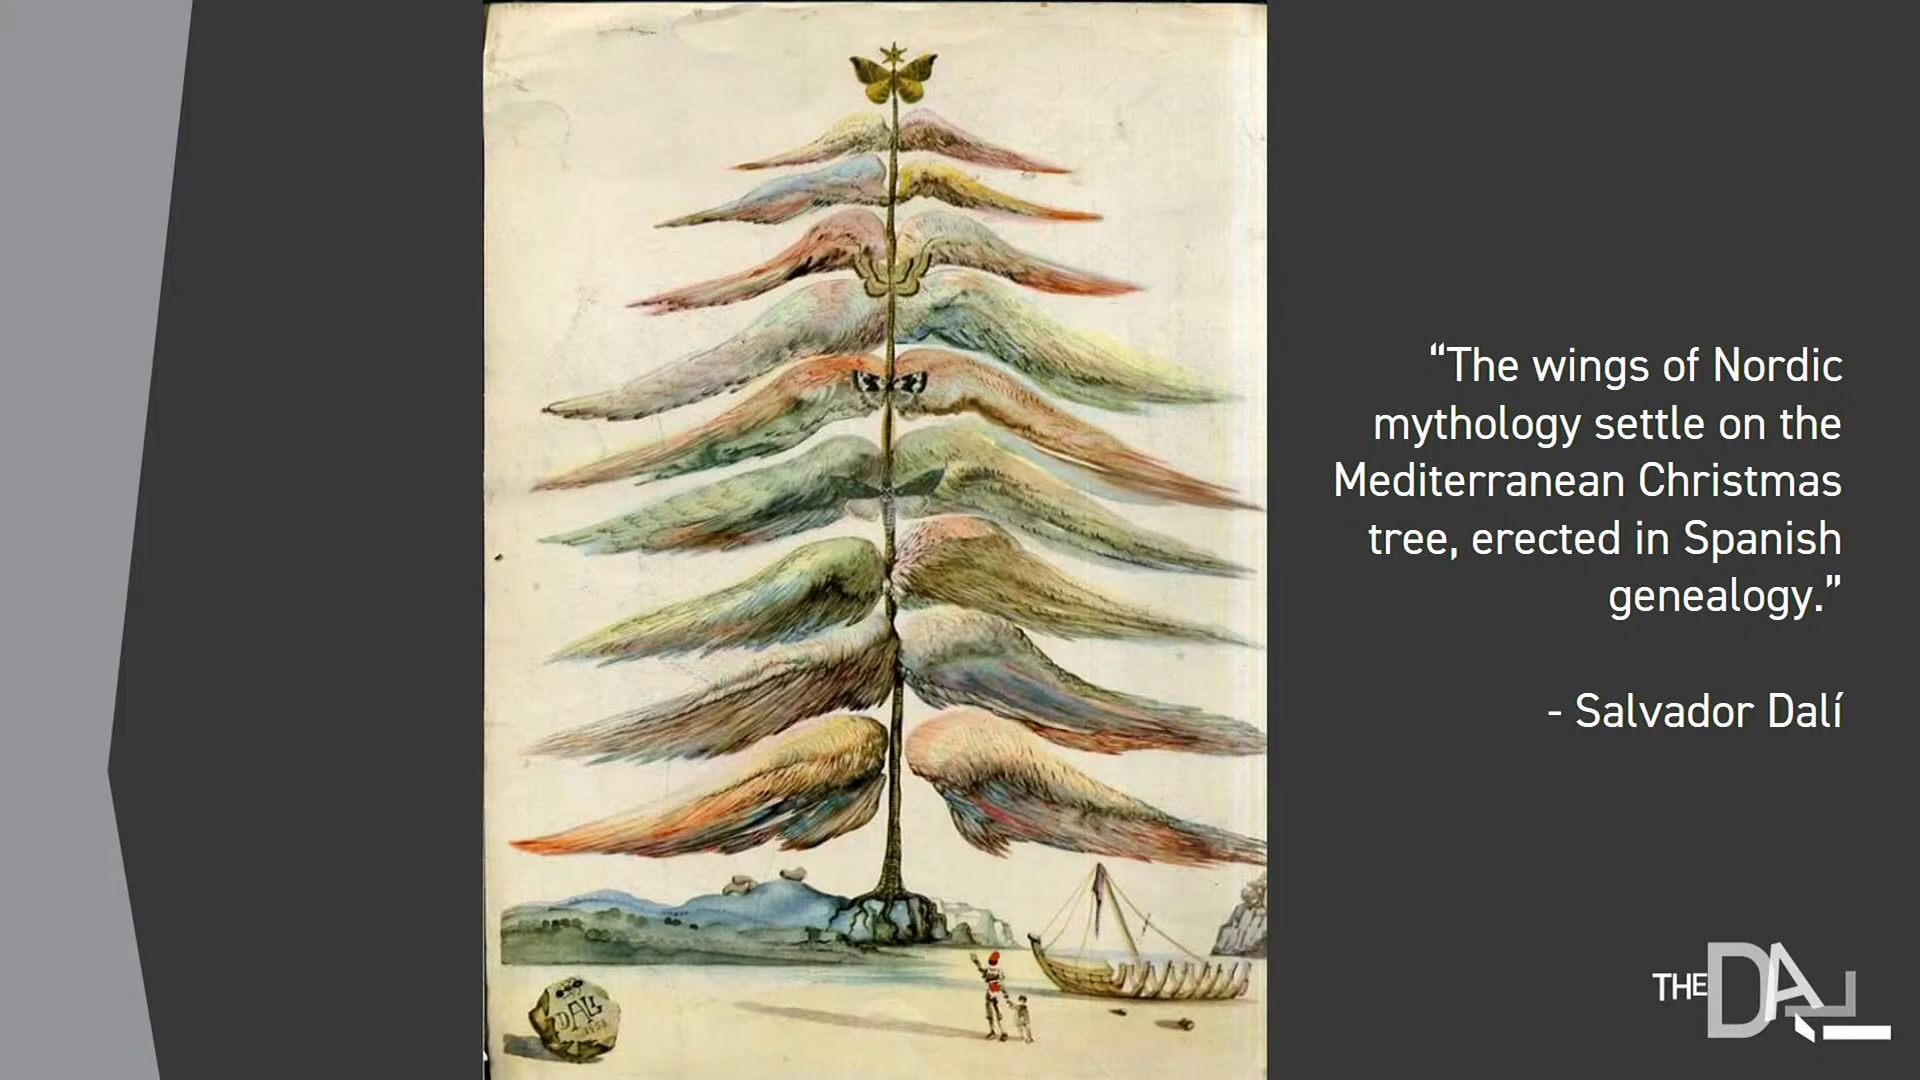 “The wings of Nordic
mythology settle on the
Mediterranean Christmas
tree, erected in Spanish
genealogy.”
- Salvador Dalí
DALÍ
THE DALÍ